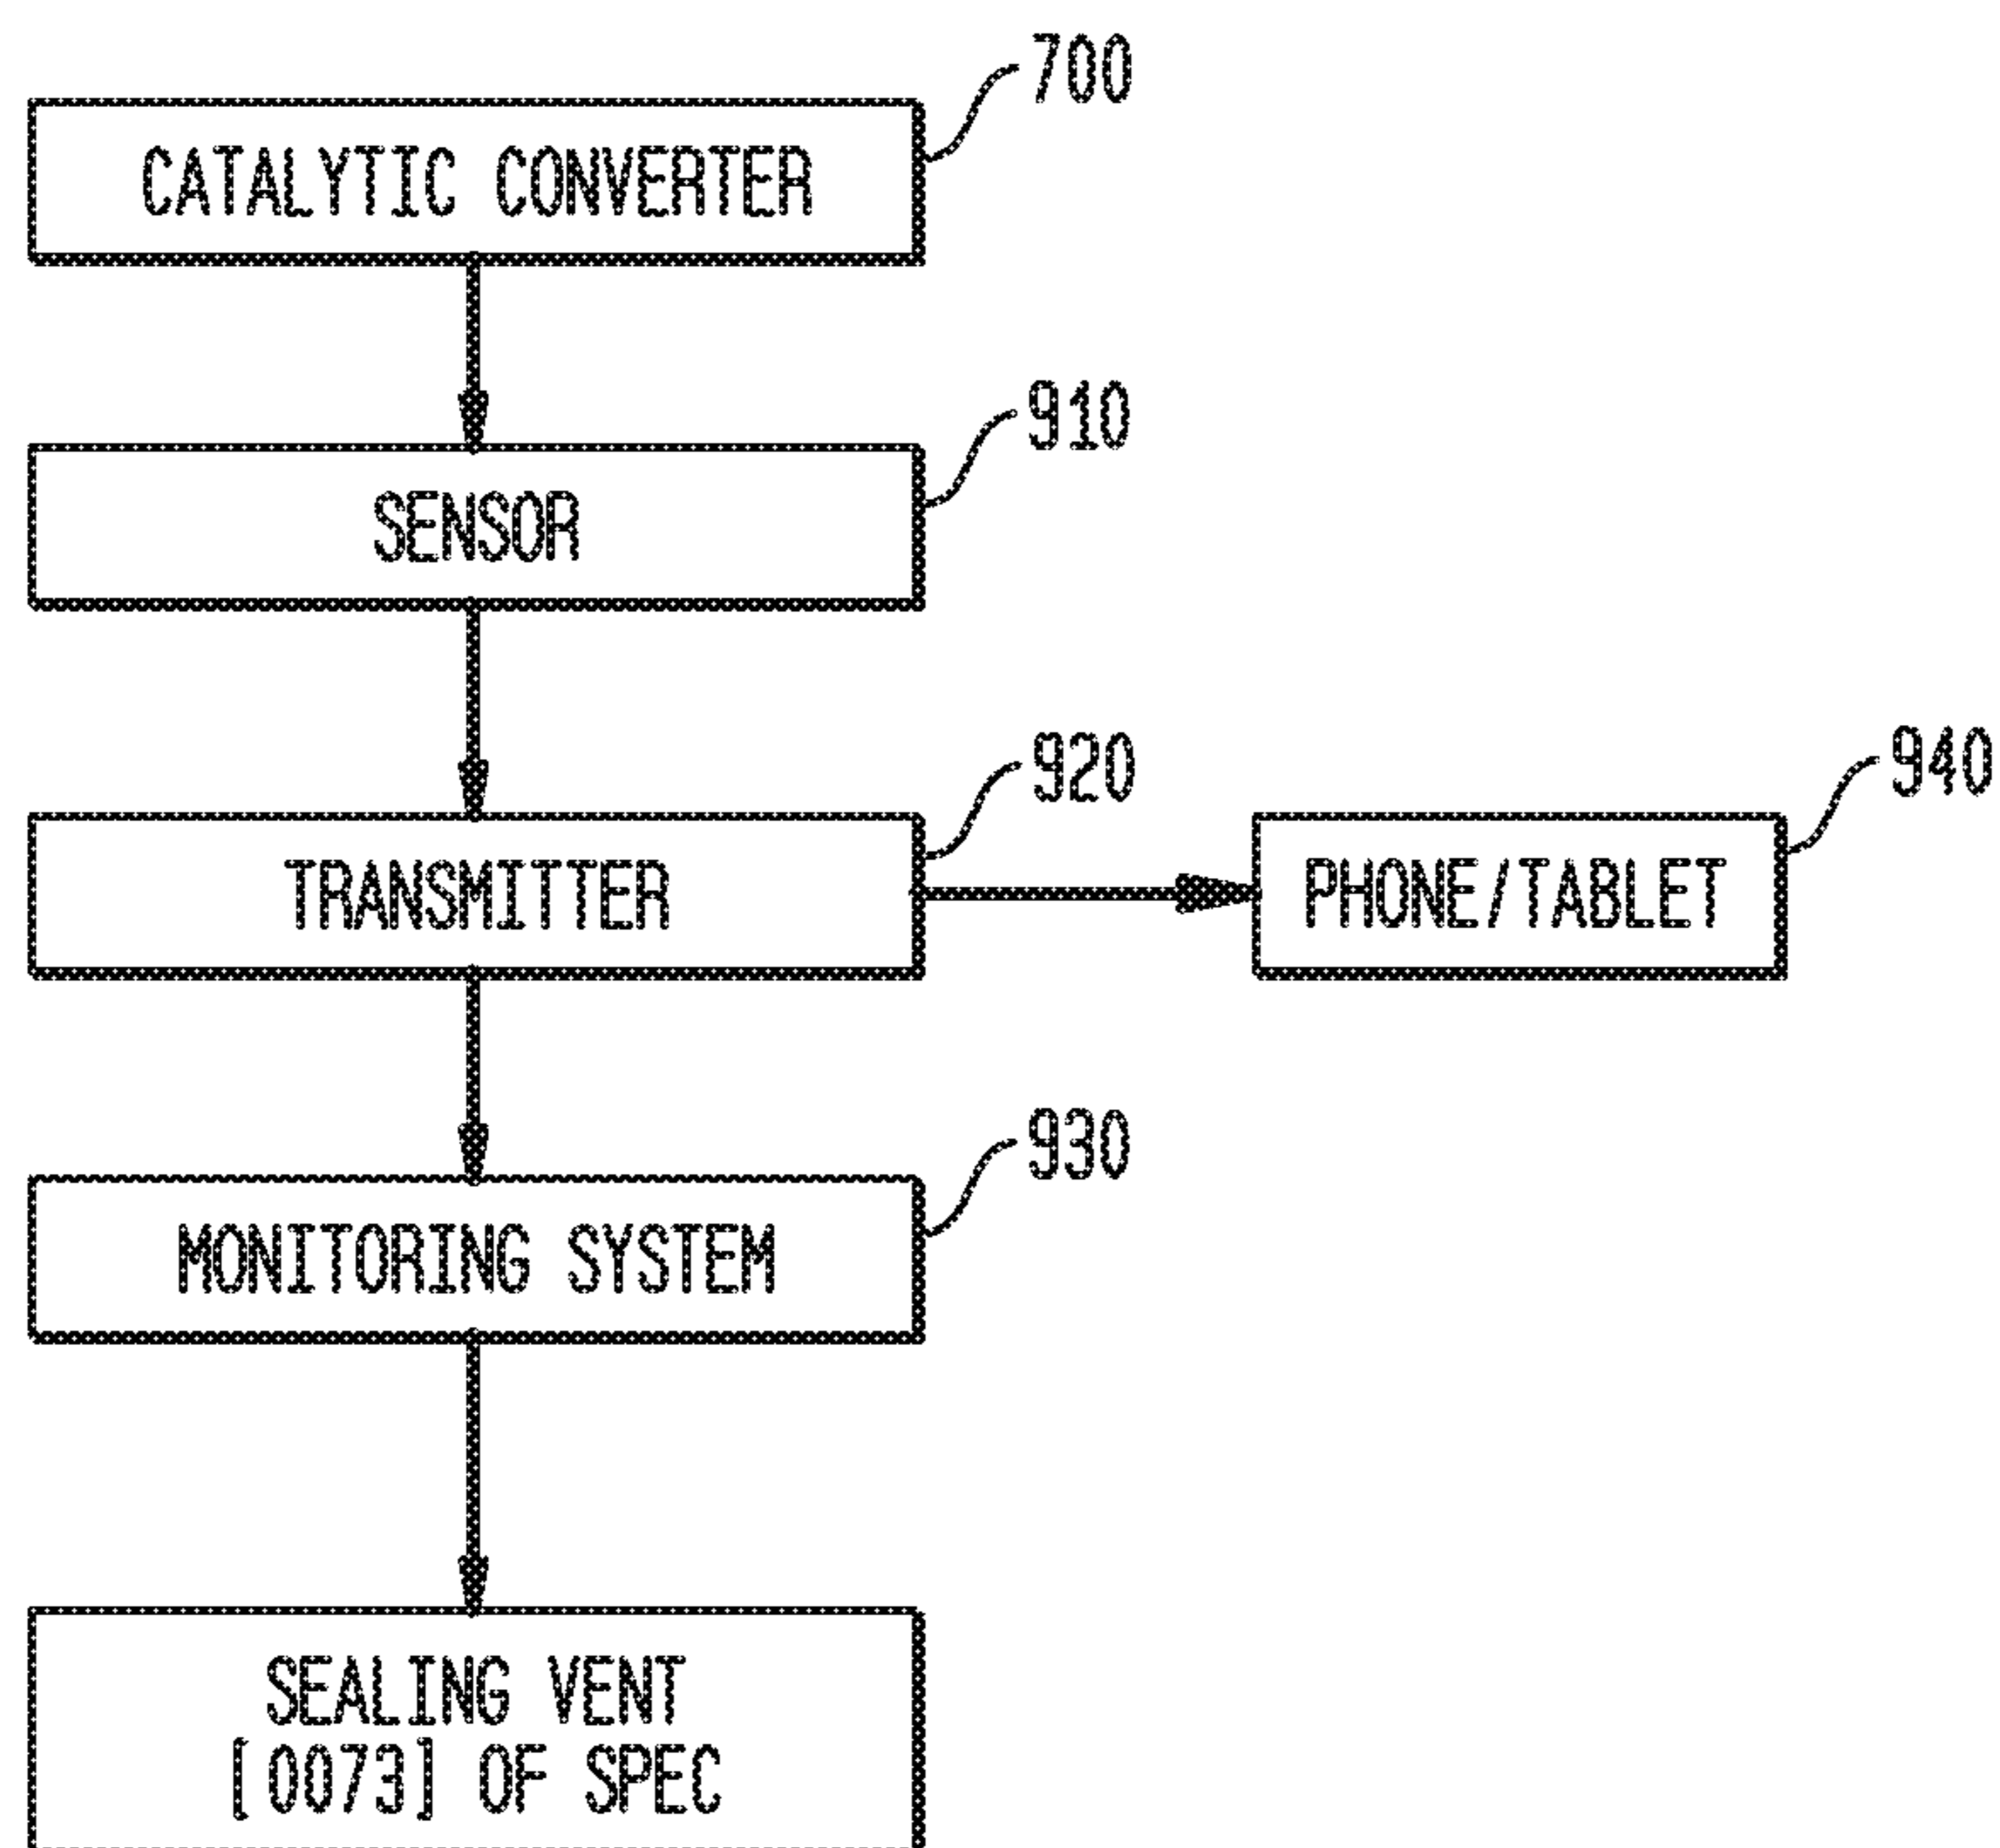 700
CATALYTIC CONVERTER
910
SENSOR
920
940
TRANSMITTER
PHONE/TABLET
930
MONITORING SYSTEM
SEALING VENT
[0073] OF SPEC